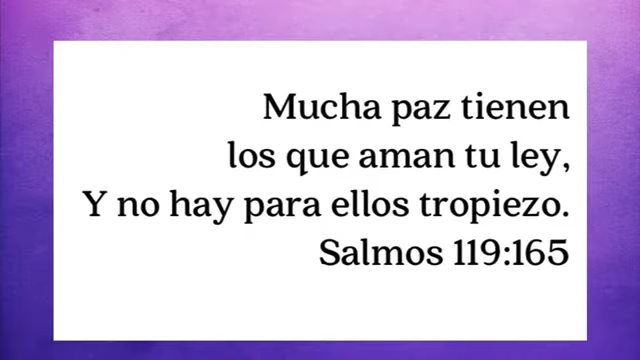 Mucha paz tienen
los que aman tu ley,
Y no hay para ellos tropiezo.
Salmos 119:165